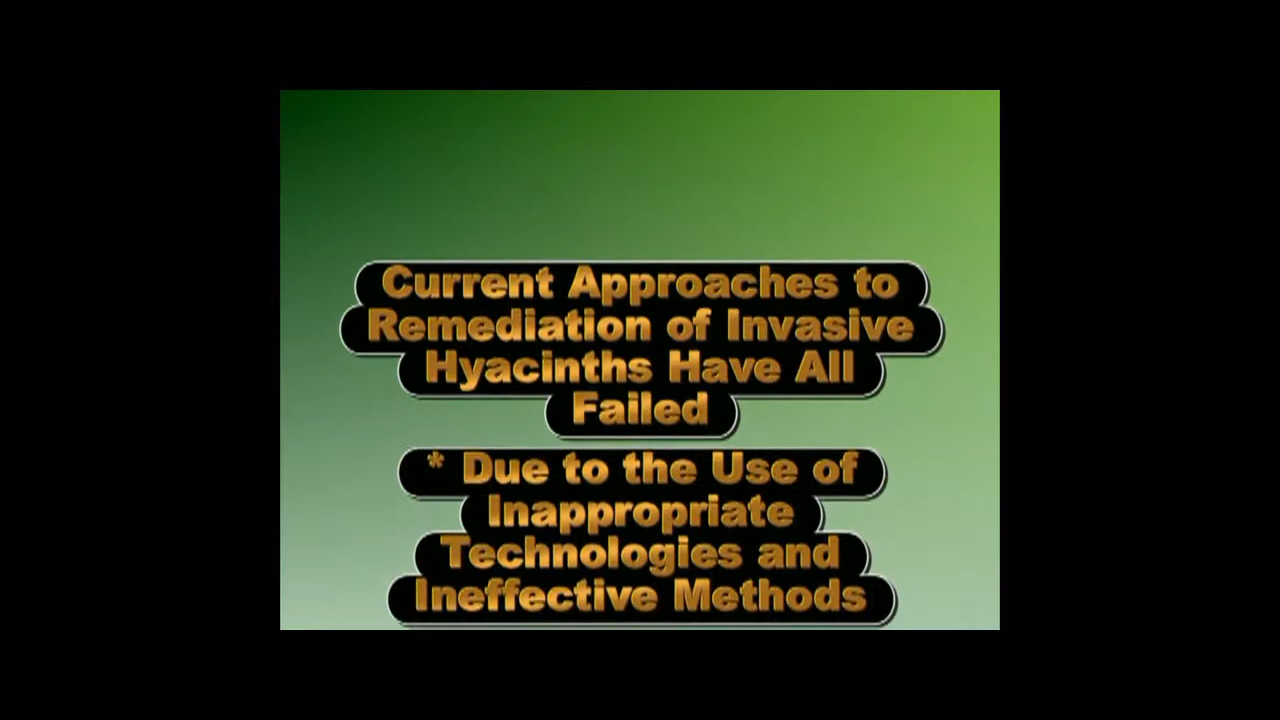 Current Approaches to
Remediation of Invasive
Hyacinths Have All
Failed
* Due to the Use of
Inappropriate
Technologies and
Ineffective Methods